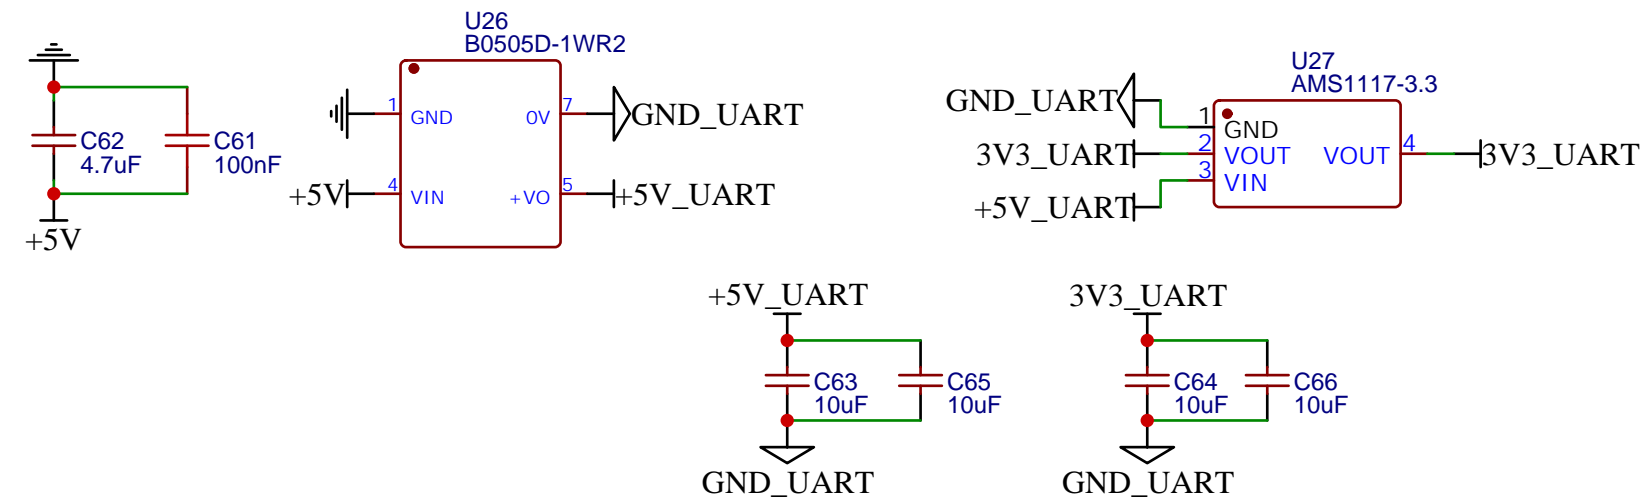 U26
B0505D-1WR2
U27
AMS1117-3.3
C62
4.7uF
C61
100nF
+5V
1
GND
4
VIN
+5V
0V
7
GND_UART
+VO
5
+5V_UART
GND_UART
1
GND
3V3_UART
2
VOUT
3
VIN
+5V_UART
VOUT
4
3V3_UART
+5V_UART
C63
10uF
C65
10uF
GND_UART
3V3_UART
C64
10uF
C66
10uF
GND_UART